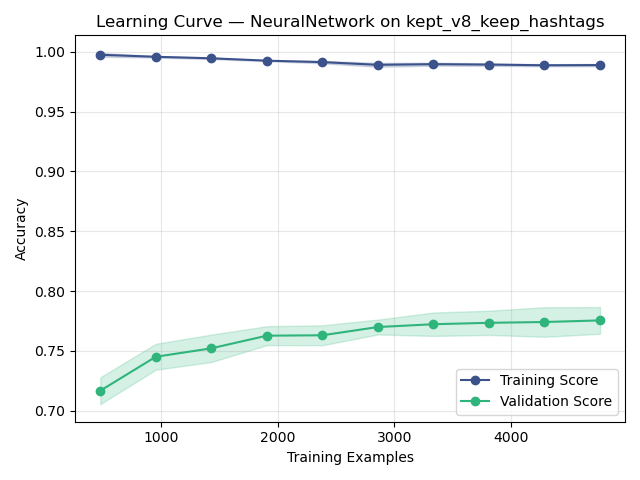 Learning Curve — NeuralNetwork on kept_v8_keep_hashtags
1.00
0.95
0.90
0.85
0.80
0.75
0.70
Accuracy
1000 2000 3000 4000
Training Examples
Training Score
Validation Score